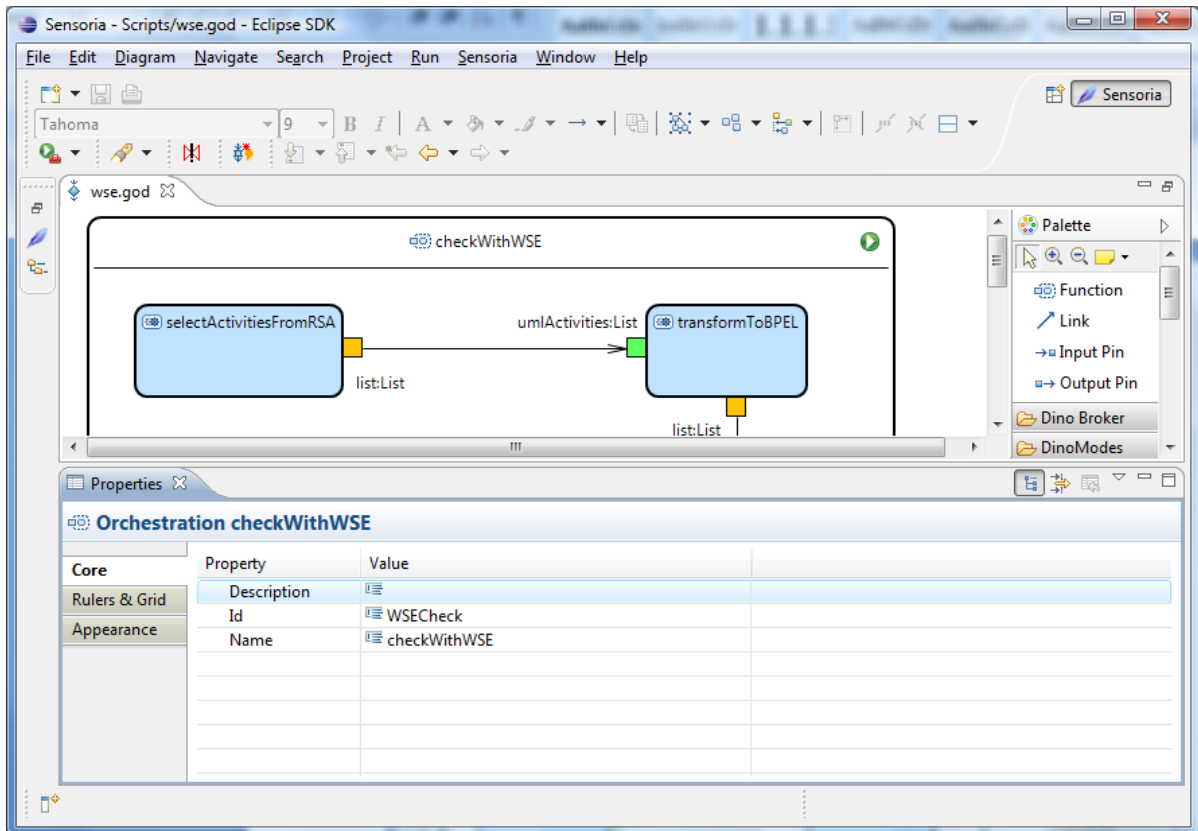 Sensoria - Scripts/wse.god - Eclipse SDK
File Edit Diagram Navigate Search Project Run Sensoria Window Help
Sensoria
Tahoma 9 B I A
wse.god
Palette
checkWithWSE
Function
selectActivitiesFromRSA umlActivities:List transformToBPEL
Link
Input Pin
list:List
Output Pin
Dino Broker
list:List
DinoModes
Properties
Orchestration checkWithWSE
Core
Rulers & Grid
Appearance
Property Value
Description
Id WSECheck
Name checkWithWSE